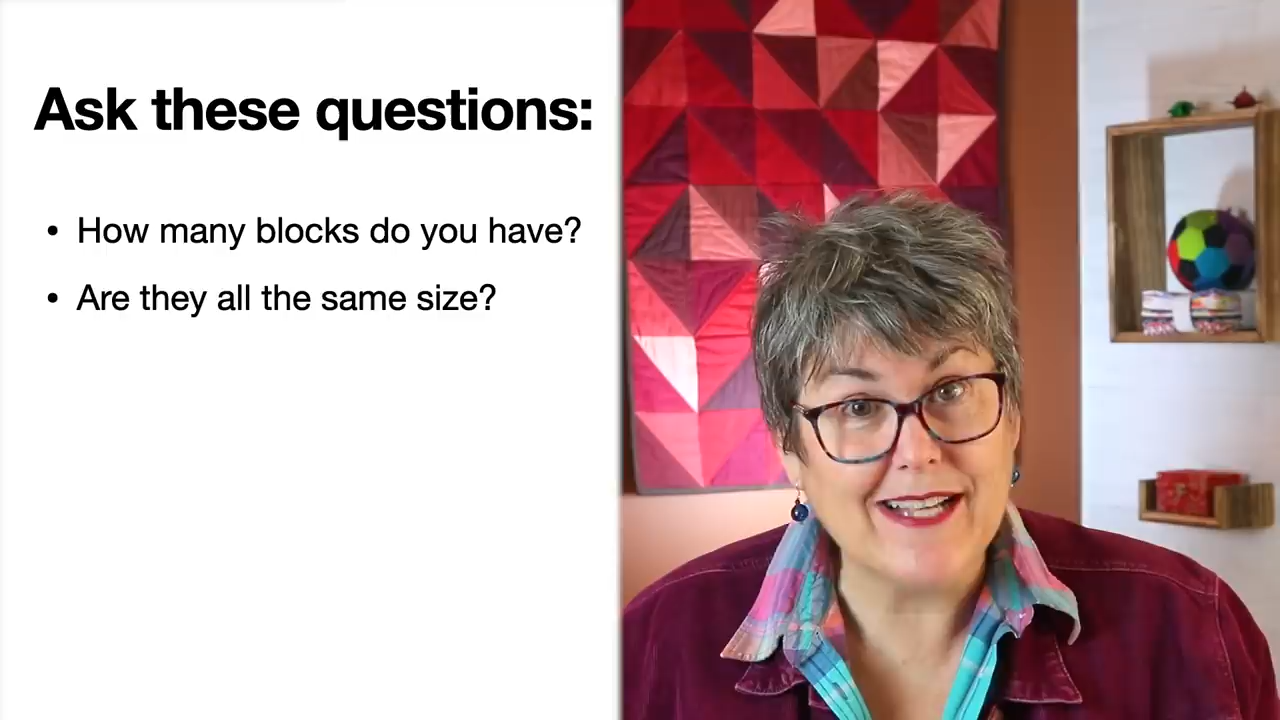 Ask these questions:
• How many blocks do you have?
• Are they all the same size?